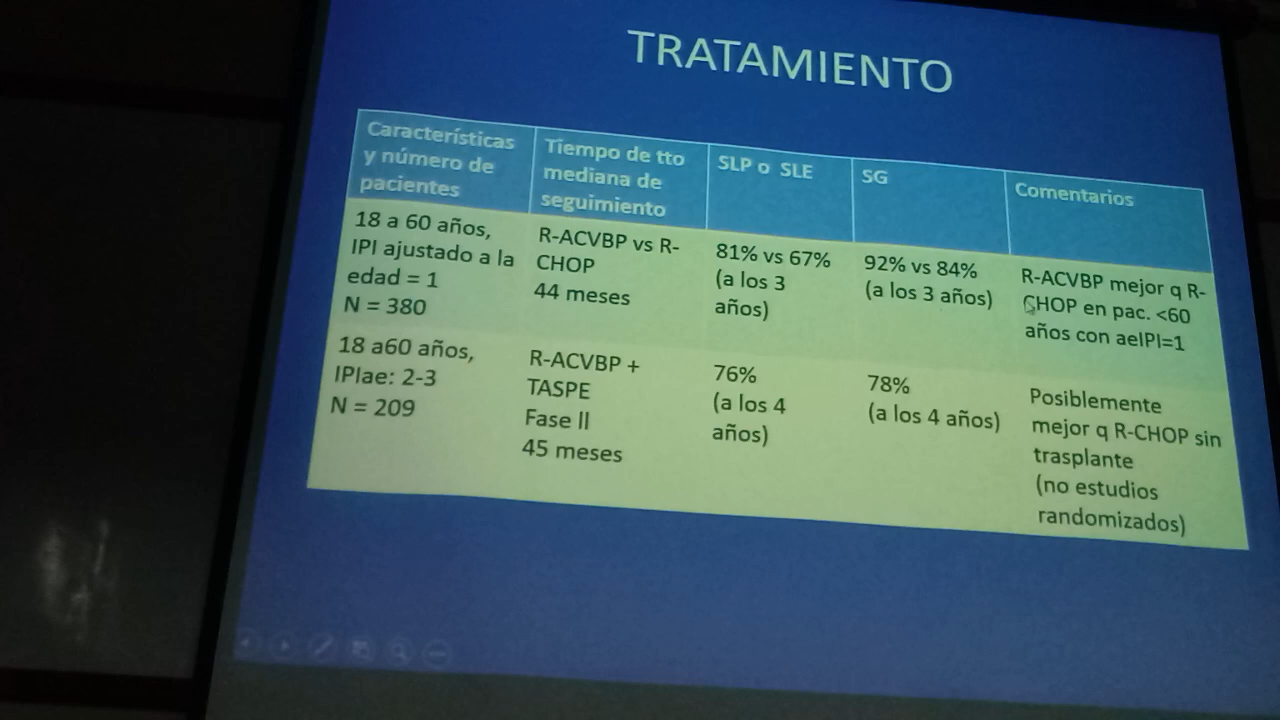 TRATAMIENTO
Características
y número de
pacientes
Tiempo de tto
mediana de
seguimiento
SLP o SLE
SG
Comentarios
18 a 60 años,
IPI ajustado a la
edad = 1
N = 380
R-ACVBP vs R-
CHOP
44 meses
81% vs 67%
(a los 3
años)
92% vs 84%
(a los 3 años)
R-ACVBP mejor q R-
CHOP en pac. <60
años con aeIPI=1
18 a60 años,
IPIae: 2-3
N = 209
R-ACVBP +
TASPE
Fase II
45 meses
76%
(a los 4
años)
78%
(a los 4 años)
Posiblemente
mejor q R-CHOP sin
trasplante
(no estudios
randomizados)